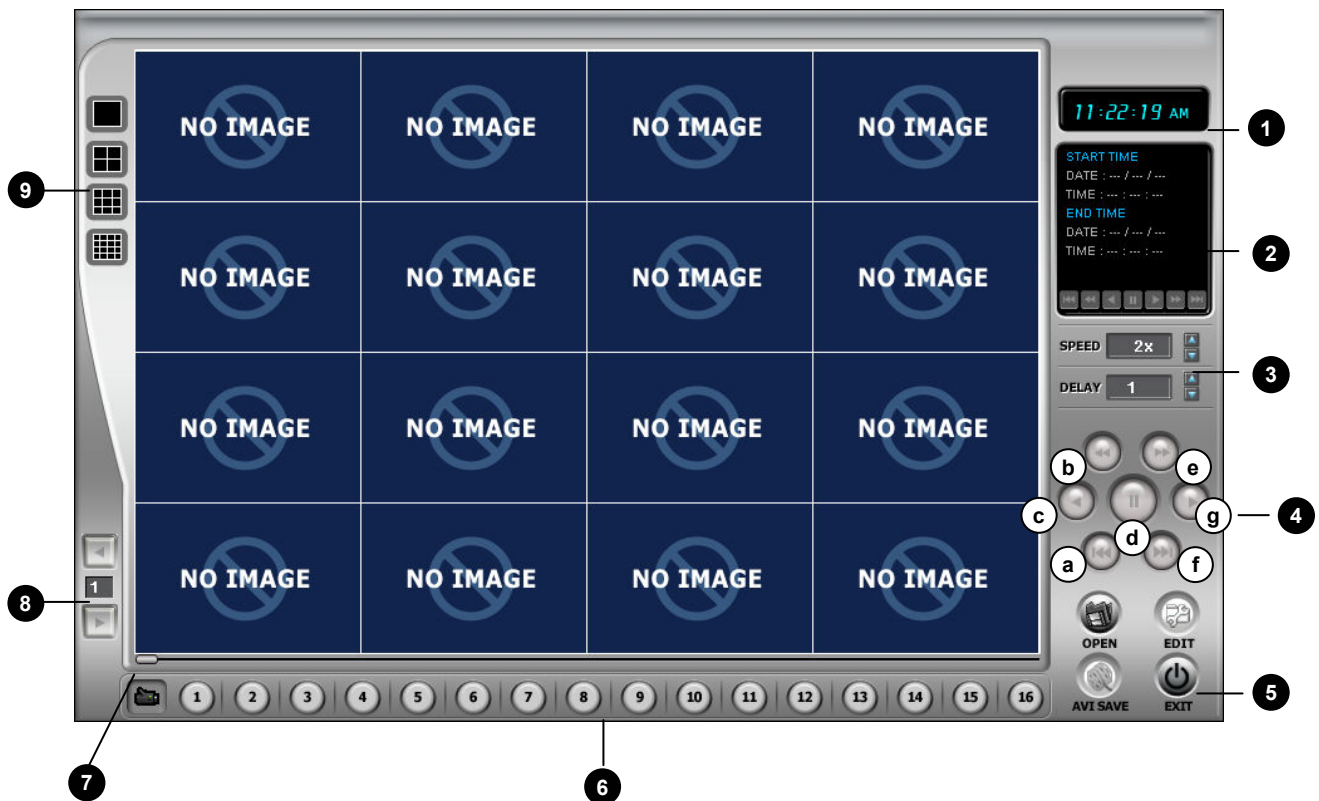 NO IMAGE NO IMAGE NO IMAGE NO IMAGE
NO IMAGE NO IMAGE NO IMAGE NO IMAGE
NO IMAGE NO IMAGE NO IMAGE NO IMAGE
NO IMAGE NO IMAGE NO IMAGE NO IMAGE
11:22:19 AM
1
START TIME
DATE : --- / --- / ---
TIME : --- : --- : ---
END TIME
DATE : --- / --- / ---
TIME : --- : --- : ---
2
SPEED 2x
DELAY 1
3
b e
c d g
4
a f
OPEN EDIT
AVI SAVE EXIT
5
9
1
8
1 2 3 4 5 6 7 8 9 10 11 12 13 14 15 16
7
6